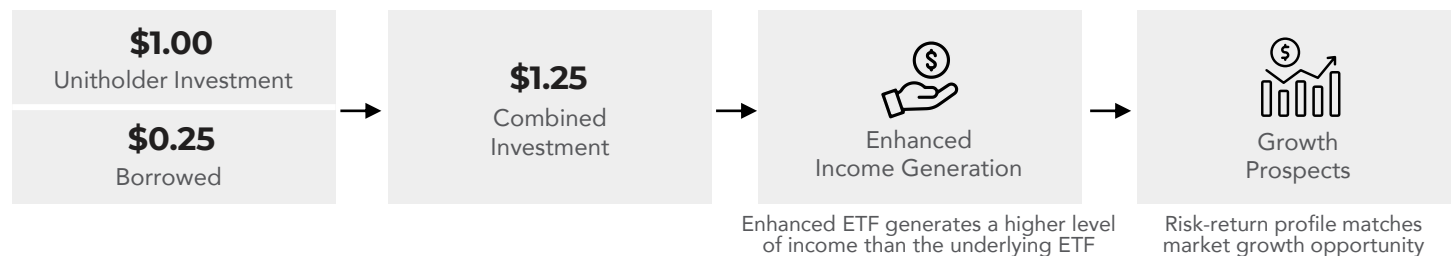 $1.00
Unitholder Investment
$0.25
Borrowed
$1.25
Combined
Investment
$
Enhanced
Income Generation
Enhanced ETF generates a higher level
of income than the underlying ETF
$
Growth
Prospects
Risk-return profile matches
market growth opportunity